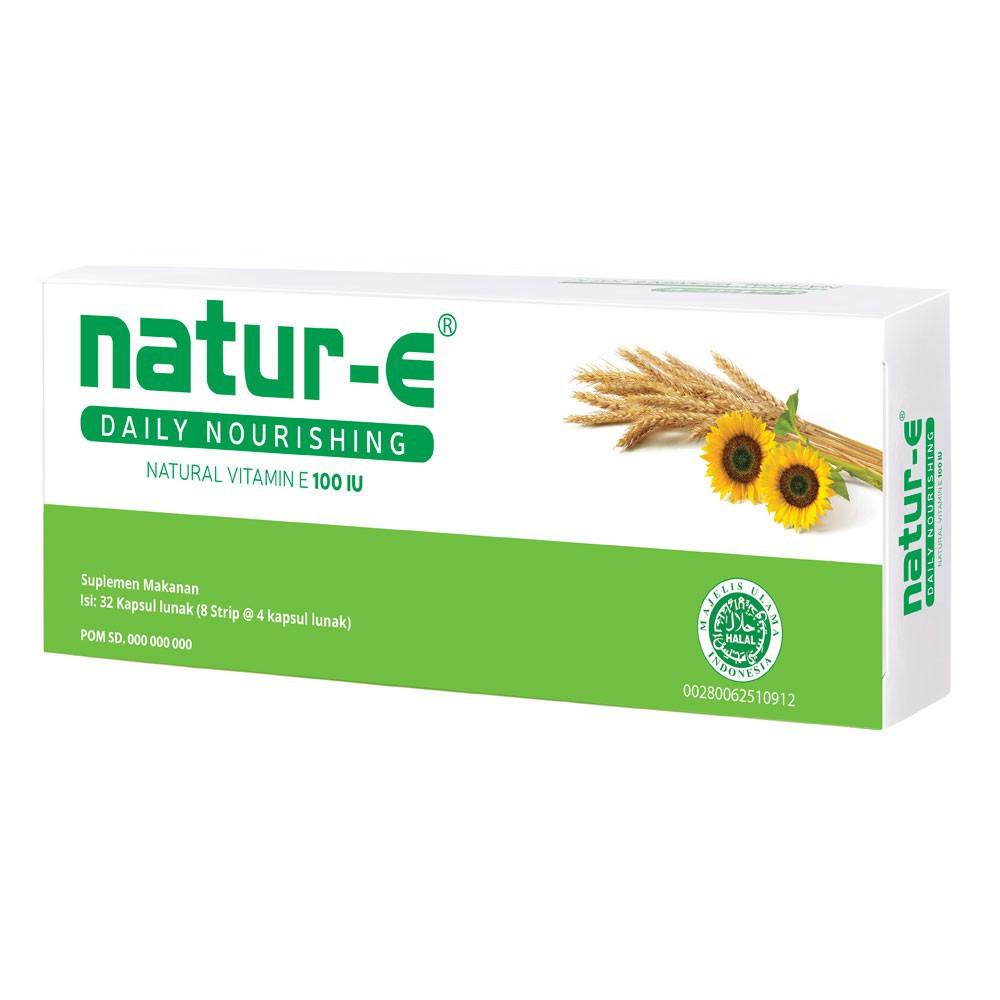 natur-e®
DAILY NOURISHING
NATURAL VITAMIN E 100 IU
Suplemen Makanan
Isi: 32 Kapsul lunak (8 Strip @ 4 kapsul lunak)
POM SD. 000 000 000
MAJELIS ULAMA
حلال
HALAL
INDONESIA
00280062510912
natur-e®
DAILY NOURISHING
NATURAL VITAMIN E 100 IU